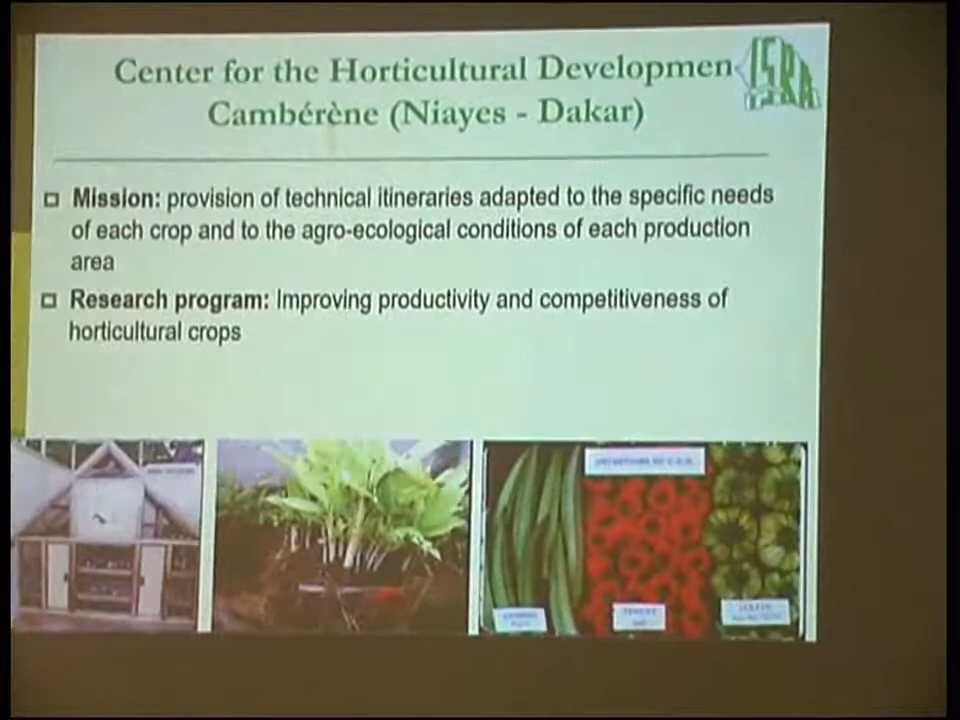 Center for the Horticultural Developmen
ISRA
Cambérène (Niayes - Dakar)
Mission: provision of technical itineraries adapted to the specific needs
of each crop and to the agro-ecological conditions of each production
area
Research program: Improving productivity and competitiveness of
horticultural crops